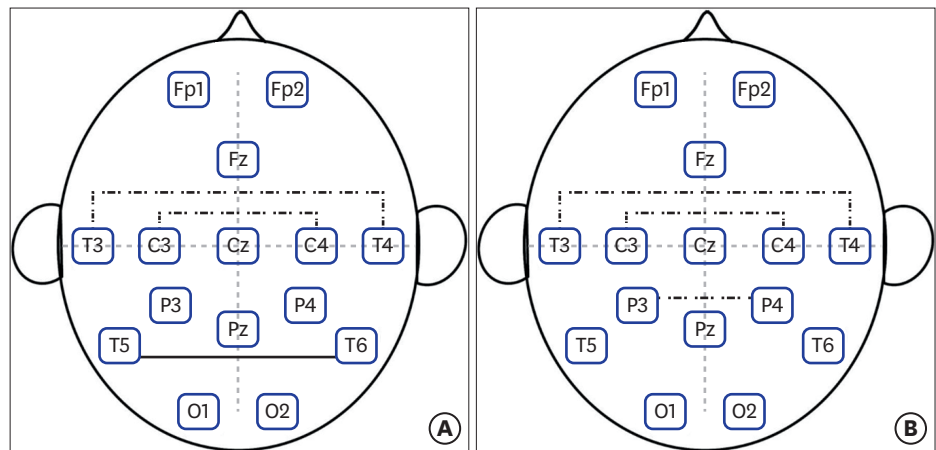 Fp1 Fp2
Fz
T3 C3 Cz C4 T4
P3 P4
Pz
T5 T6
O1 O2
A
Fp1 Fp2
Fz
T3 C3 Cz C4 T4
P3 P4
Pz
T5 T6
O1 O2
B